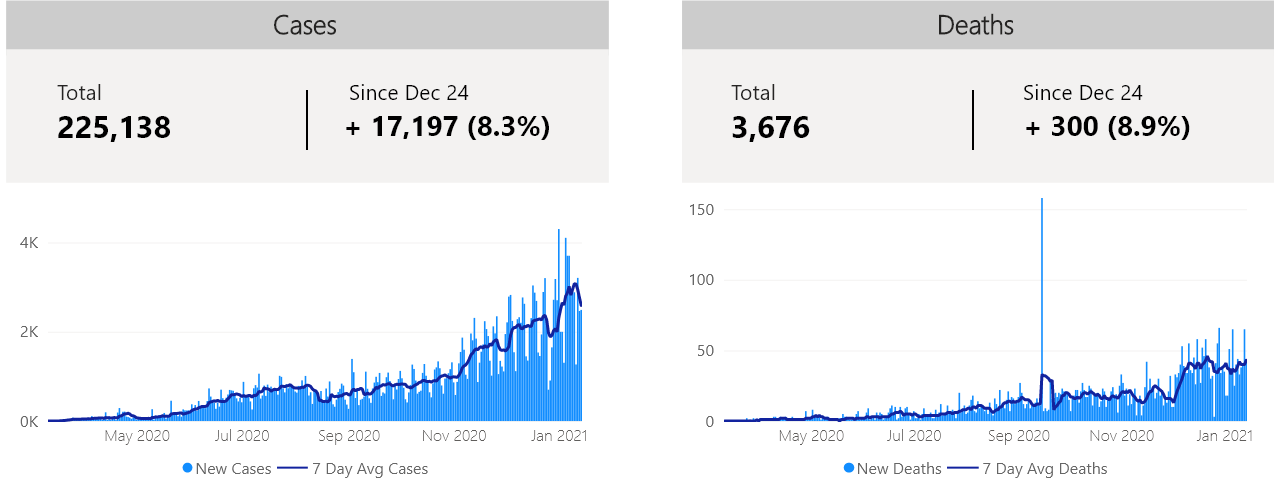 Cases
Total
225,138
Since Dec 24
+ 17,197 (8.3%)
4K
2K
0K
May 2020 Jul 2020 Sep 2020 Nov 2020 Jan 2021
New Cases 7 Day Avg Cases
Deaths
Total
3,676
Since Dec 24
+ 300 (8.9%)
150
100
50
0
May 2020 Jul 2020 Sep 2020 Nov 2020 Jan 2021
New Deaths 7 Day Avg Deaths